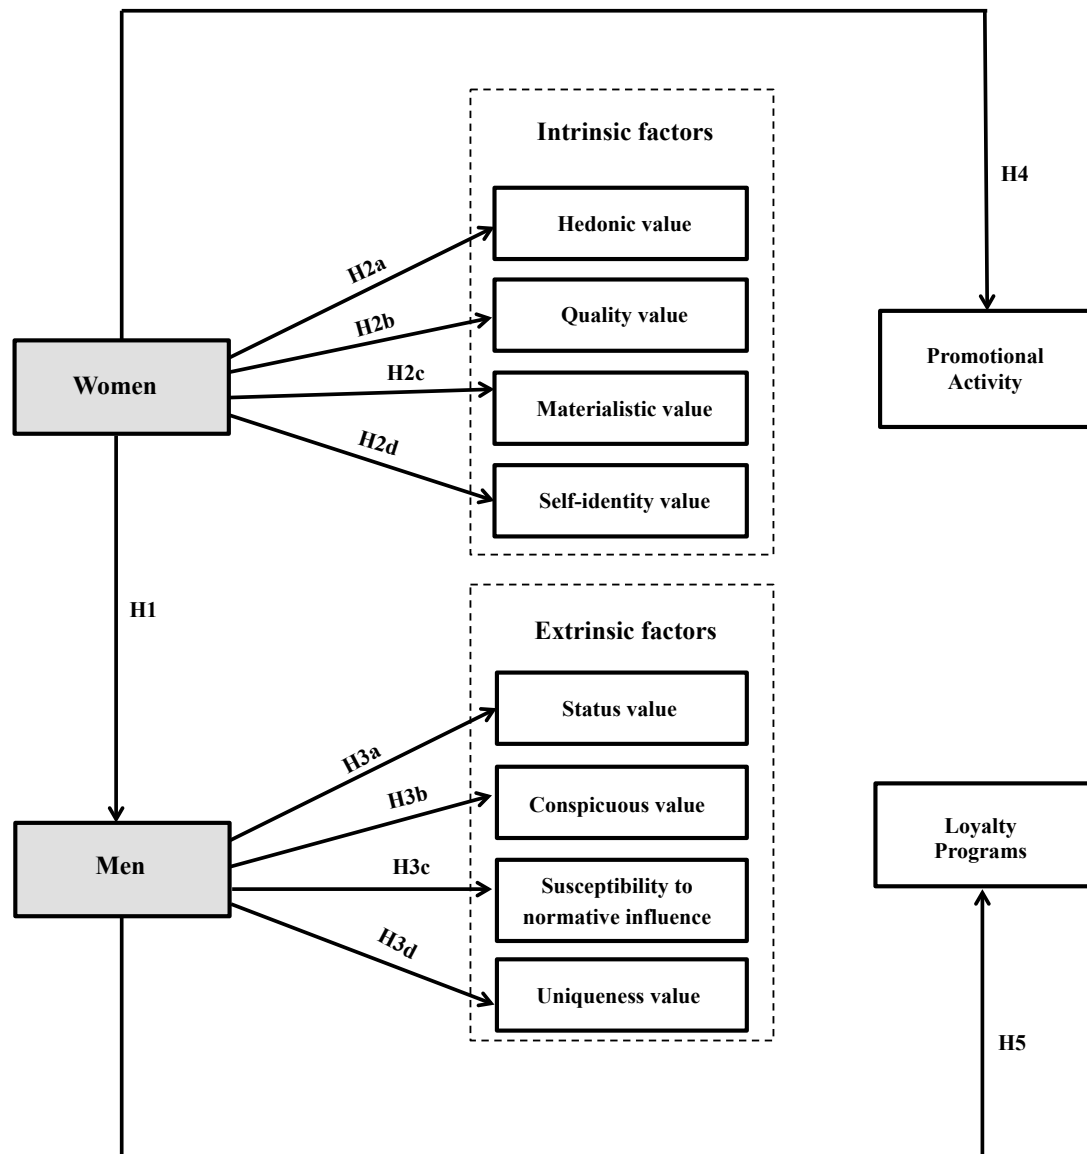 Intrinsic factors
H4
Hedonic value
H2a
Quality value
H2b
Promotional
Activity
Women
H2c
Materialistic value
H2d
Self-identity value
H1
Extrinsic factors
Status value
H3a
H3b
Conspicuous value
Loyalty
Programs
Men
H3c
Susceptibility to
normative influence
H3d
Uniqueness value
H5